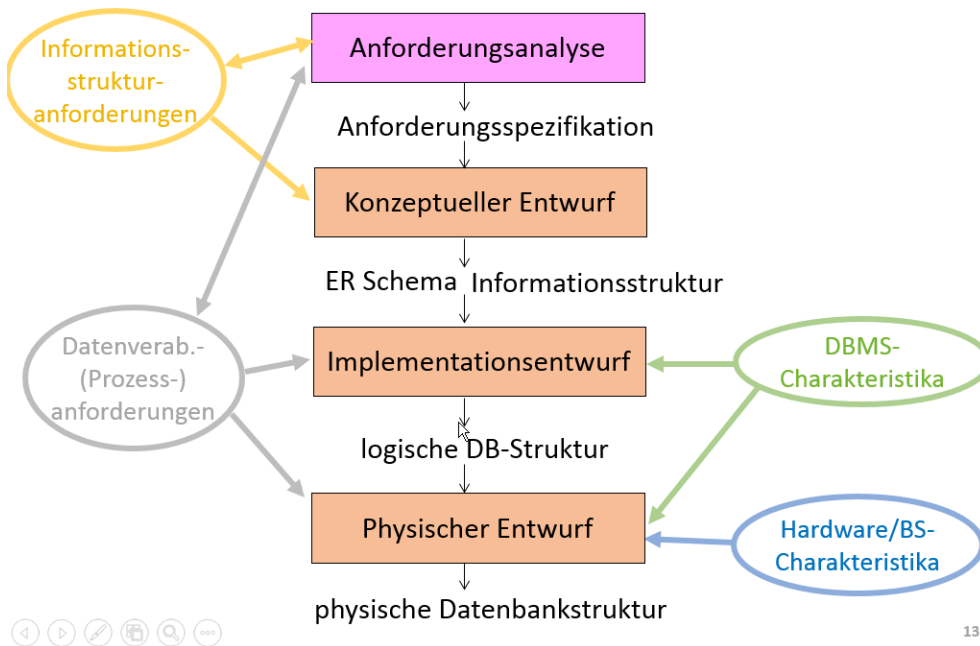 Informations-
struktur-
anforderungen
Anforderungsanalyse
Anforderungsspezifikation
Konzeptueller Entwurf
ER Schema Informationsstruktur
Datenverab.-
(Prozess-)
anforderungen
Implementationsentwurf
DBMS-
Charakteristika
logische DB-Struktur
Physischer Entwurf
Hardware/BS-
Charakteristika
physische Datenbankstruktur
13